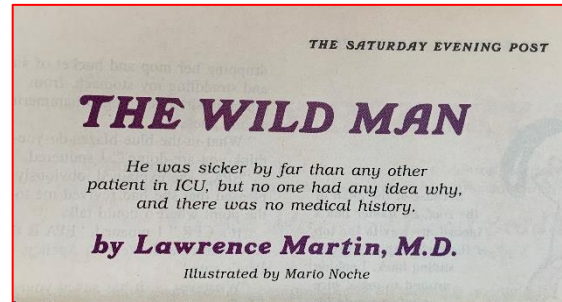 THE SATURDAY EVENING POST
THE WILD MAN
He was sicker by far than any other
patient in ICU, but no one had any idea why,
and there was no medical history.
by Lawrence Martin, M.D.
Illustrated by Mario Noche